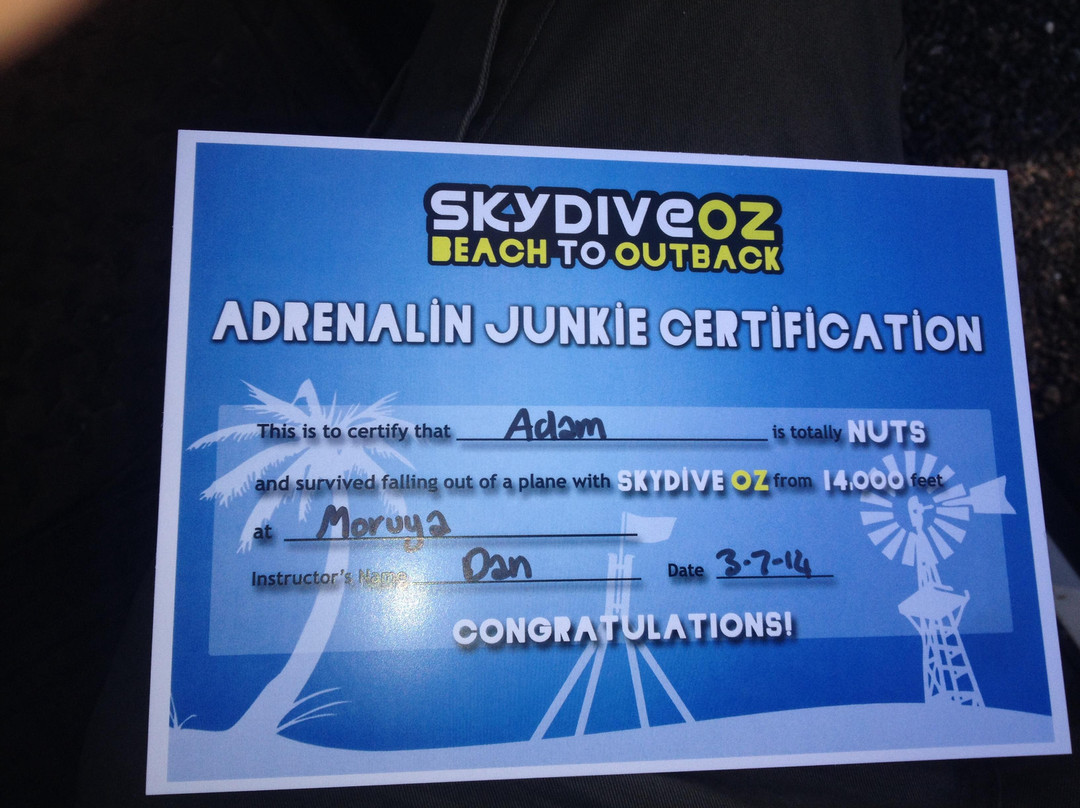 SKYDIVE OZ
BEACH TO OUTBACK
ADRENALIN JUNKIE CERTIFICATION
This is to certify that Adam is totally NUTS
and survived falling out of a plane with SKYDIVE OZ from 14,000 feet
at Moruya
Instructor's Name Dan Date 3-7-14
CONGRATULATIONS!